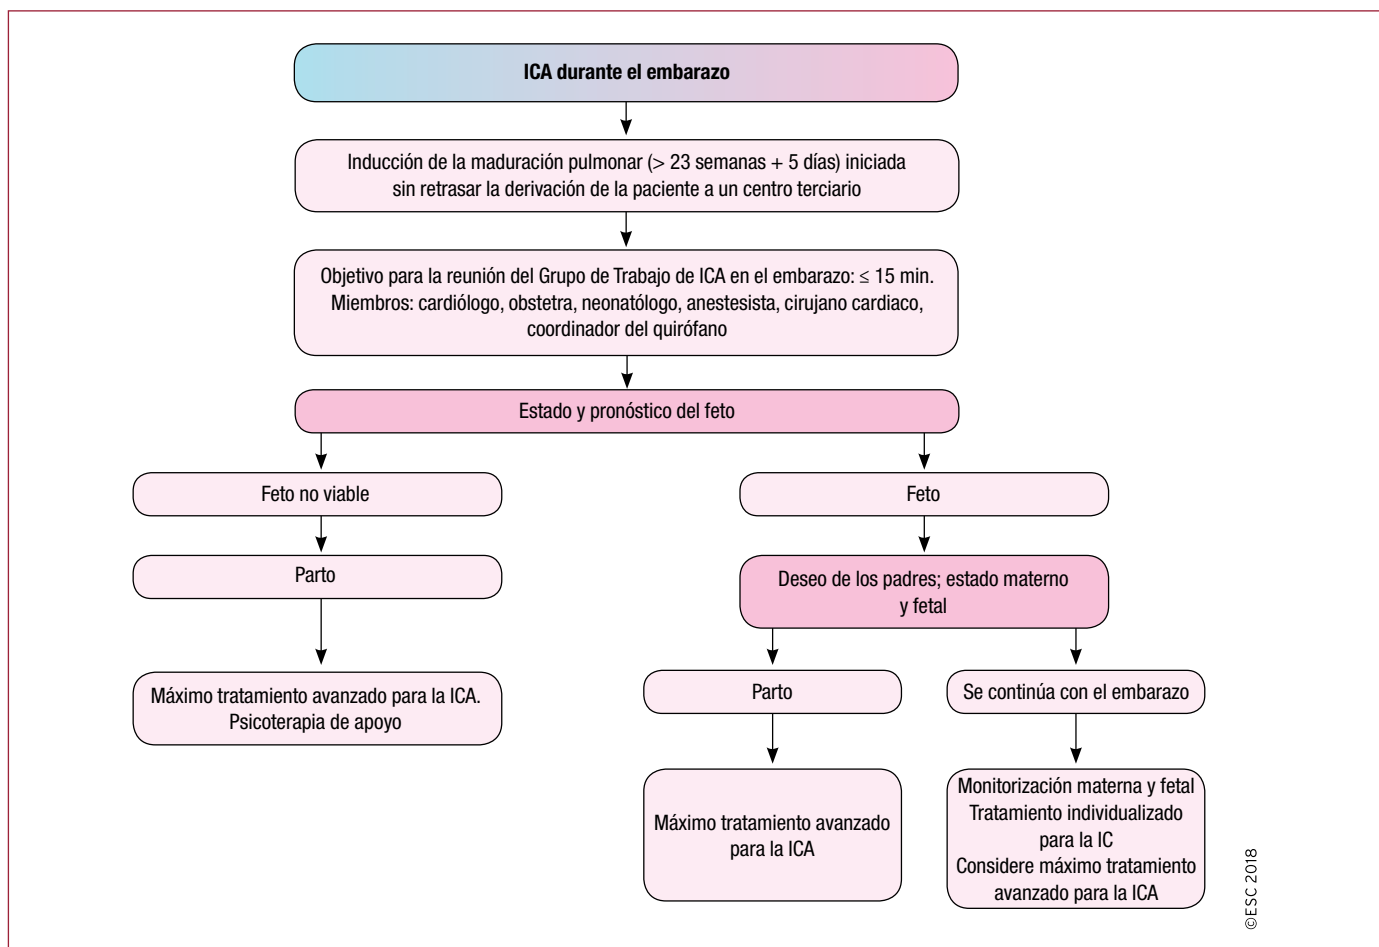 ICA durante el embarazo
Inducción de la maduración pulmonar (> 23 semanas + 5 días) iniciada
sin retrasar la derivación de la paciente a un centro terciario
Objetivo para la reunión del Grupo de Trabajo de ICA en el embarazo: ≤ 15 min.
Miembros: cardiólogo, obstetra, neonatólogo, anestesista, cirujano cardiaco,
coordinador del quirófano
Estado y pronóstico del feto
Feto no viable
Feto
Parto
Deseo de los padres; estado materno
y fetal
Máximo tratamiento avanzado para la ICA.
Psicoterapia de apoyo
Parto
Se continúa con el embarazo
Máximo tratamiento avanzado
para la ICA
Monitorización materna y fetal
Tratamiento individualizado
para la IC
Considere máximo tratamiento
avanzado para la ICA
©ESC 2018